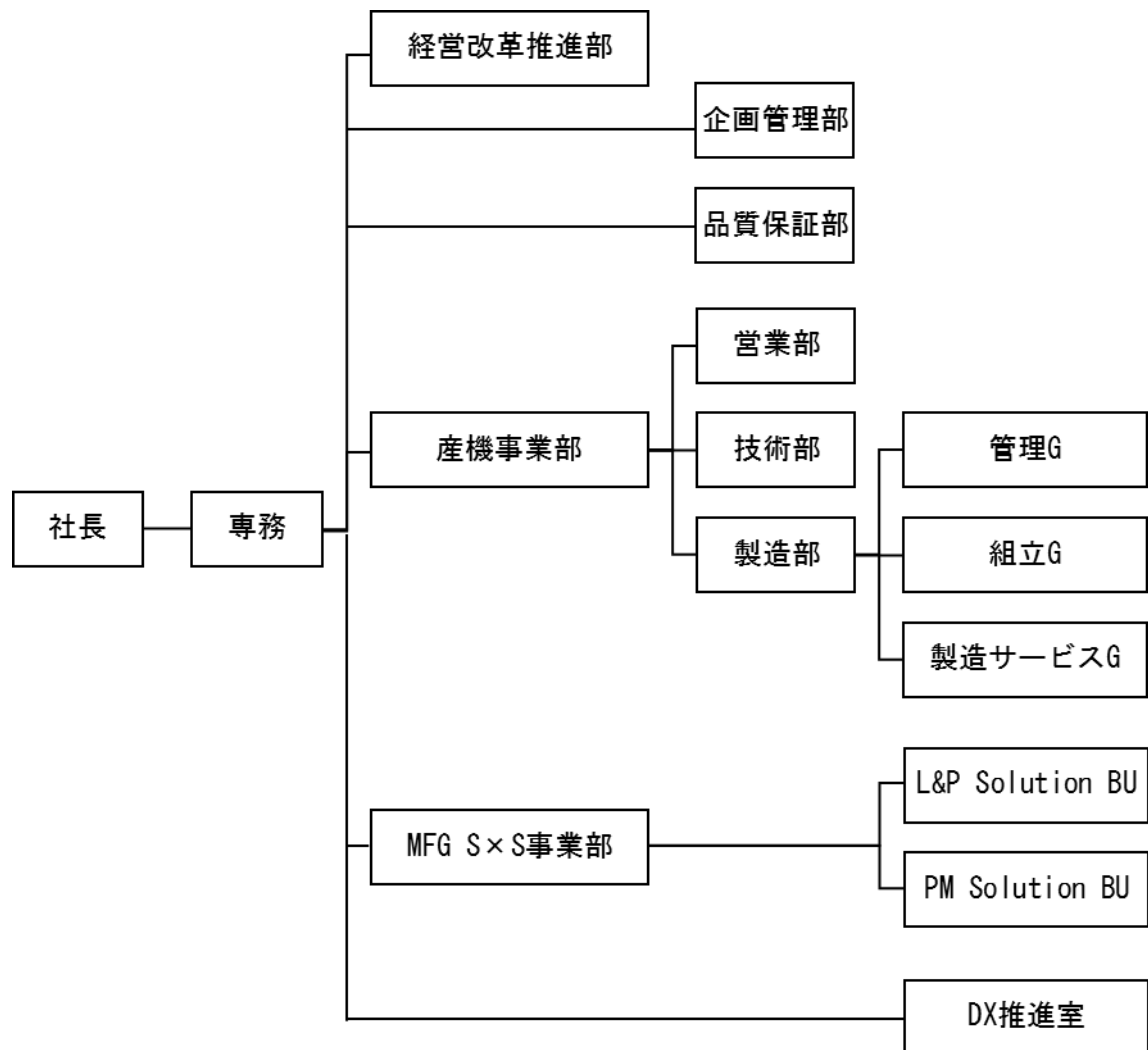 経営改革推進部
企画管理部
品質保証部
営業部
産機事業部
技術部
管理G
社長
専務
製造部
組立G
製造サービスG
L&P Solution BU
MFG S×S事業部
PM Solution BU
DX推進室